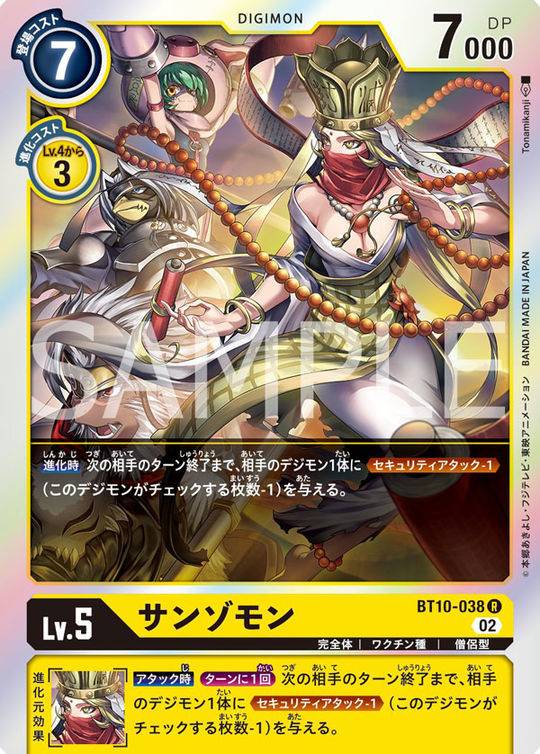 登場コスト
7
DIGIMON
7000 DP
進化コスト
Lv.4から
3
Tonamikanji
BANDAI MADE IN JAPAN
© 本郷あきよし・フジテレビ・東映アニメーション
SAMPLE
進化時 次の相手のターン終了まで、相手のデジモン1体に セキュリティアタック-1
(このデジモンがチェックする枚数-1)を与える。
Lv.5
サンゾモン
BT10-038 R
02
完全体 | ワクチン種 | 僧侶型
進化元効果
アタック時 ターンに1回 次の相手のターン終了まで、相手
のデジモン1体に セキュリティアタック-1 (このデジモンが
チェックする枚数-1)を与える。